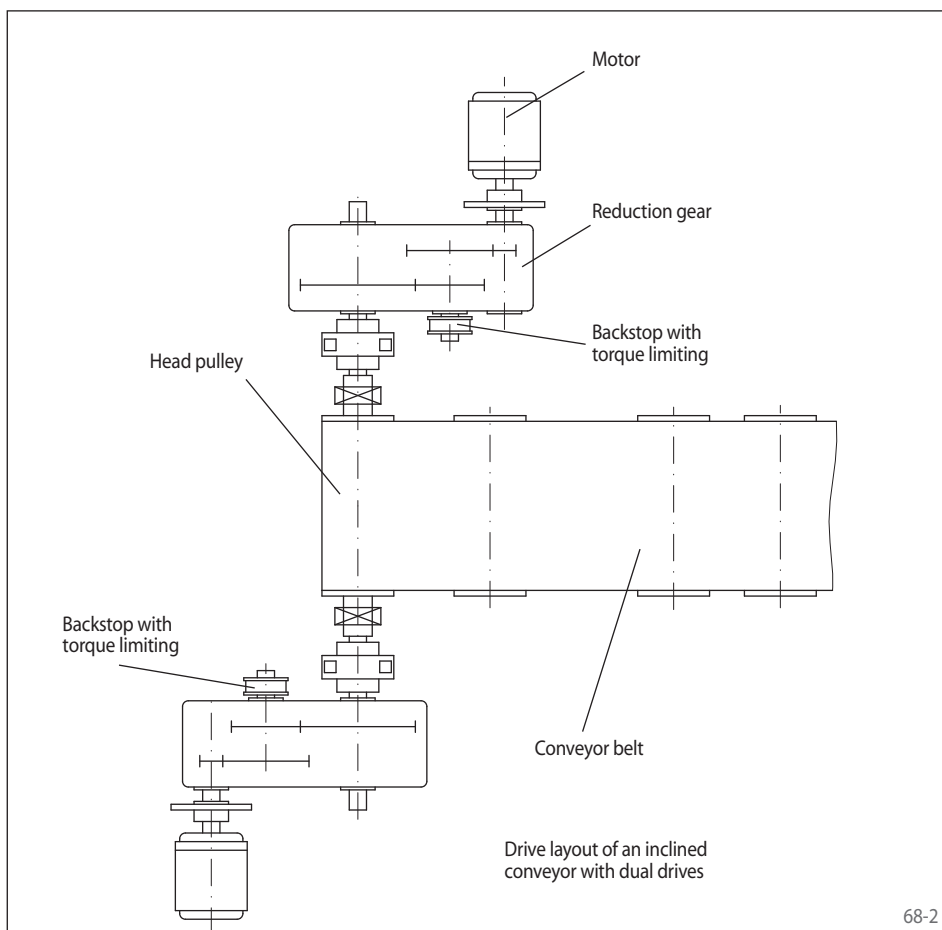 Motor
Reduction gear
Backstop with
torque limiting
Head pulley
Backstop with
torque limiting
Conveyor belt
Drive layout of an inclined
conveyor with dual drives
68-2